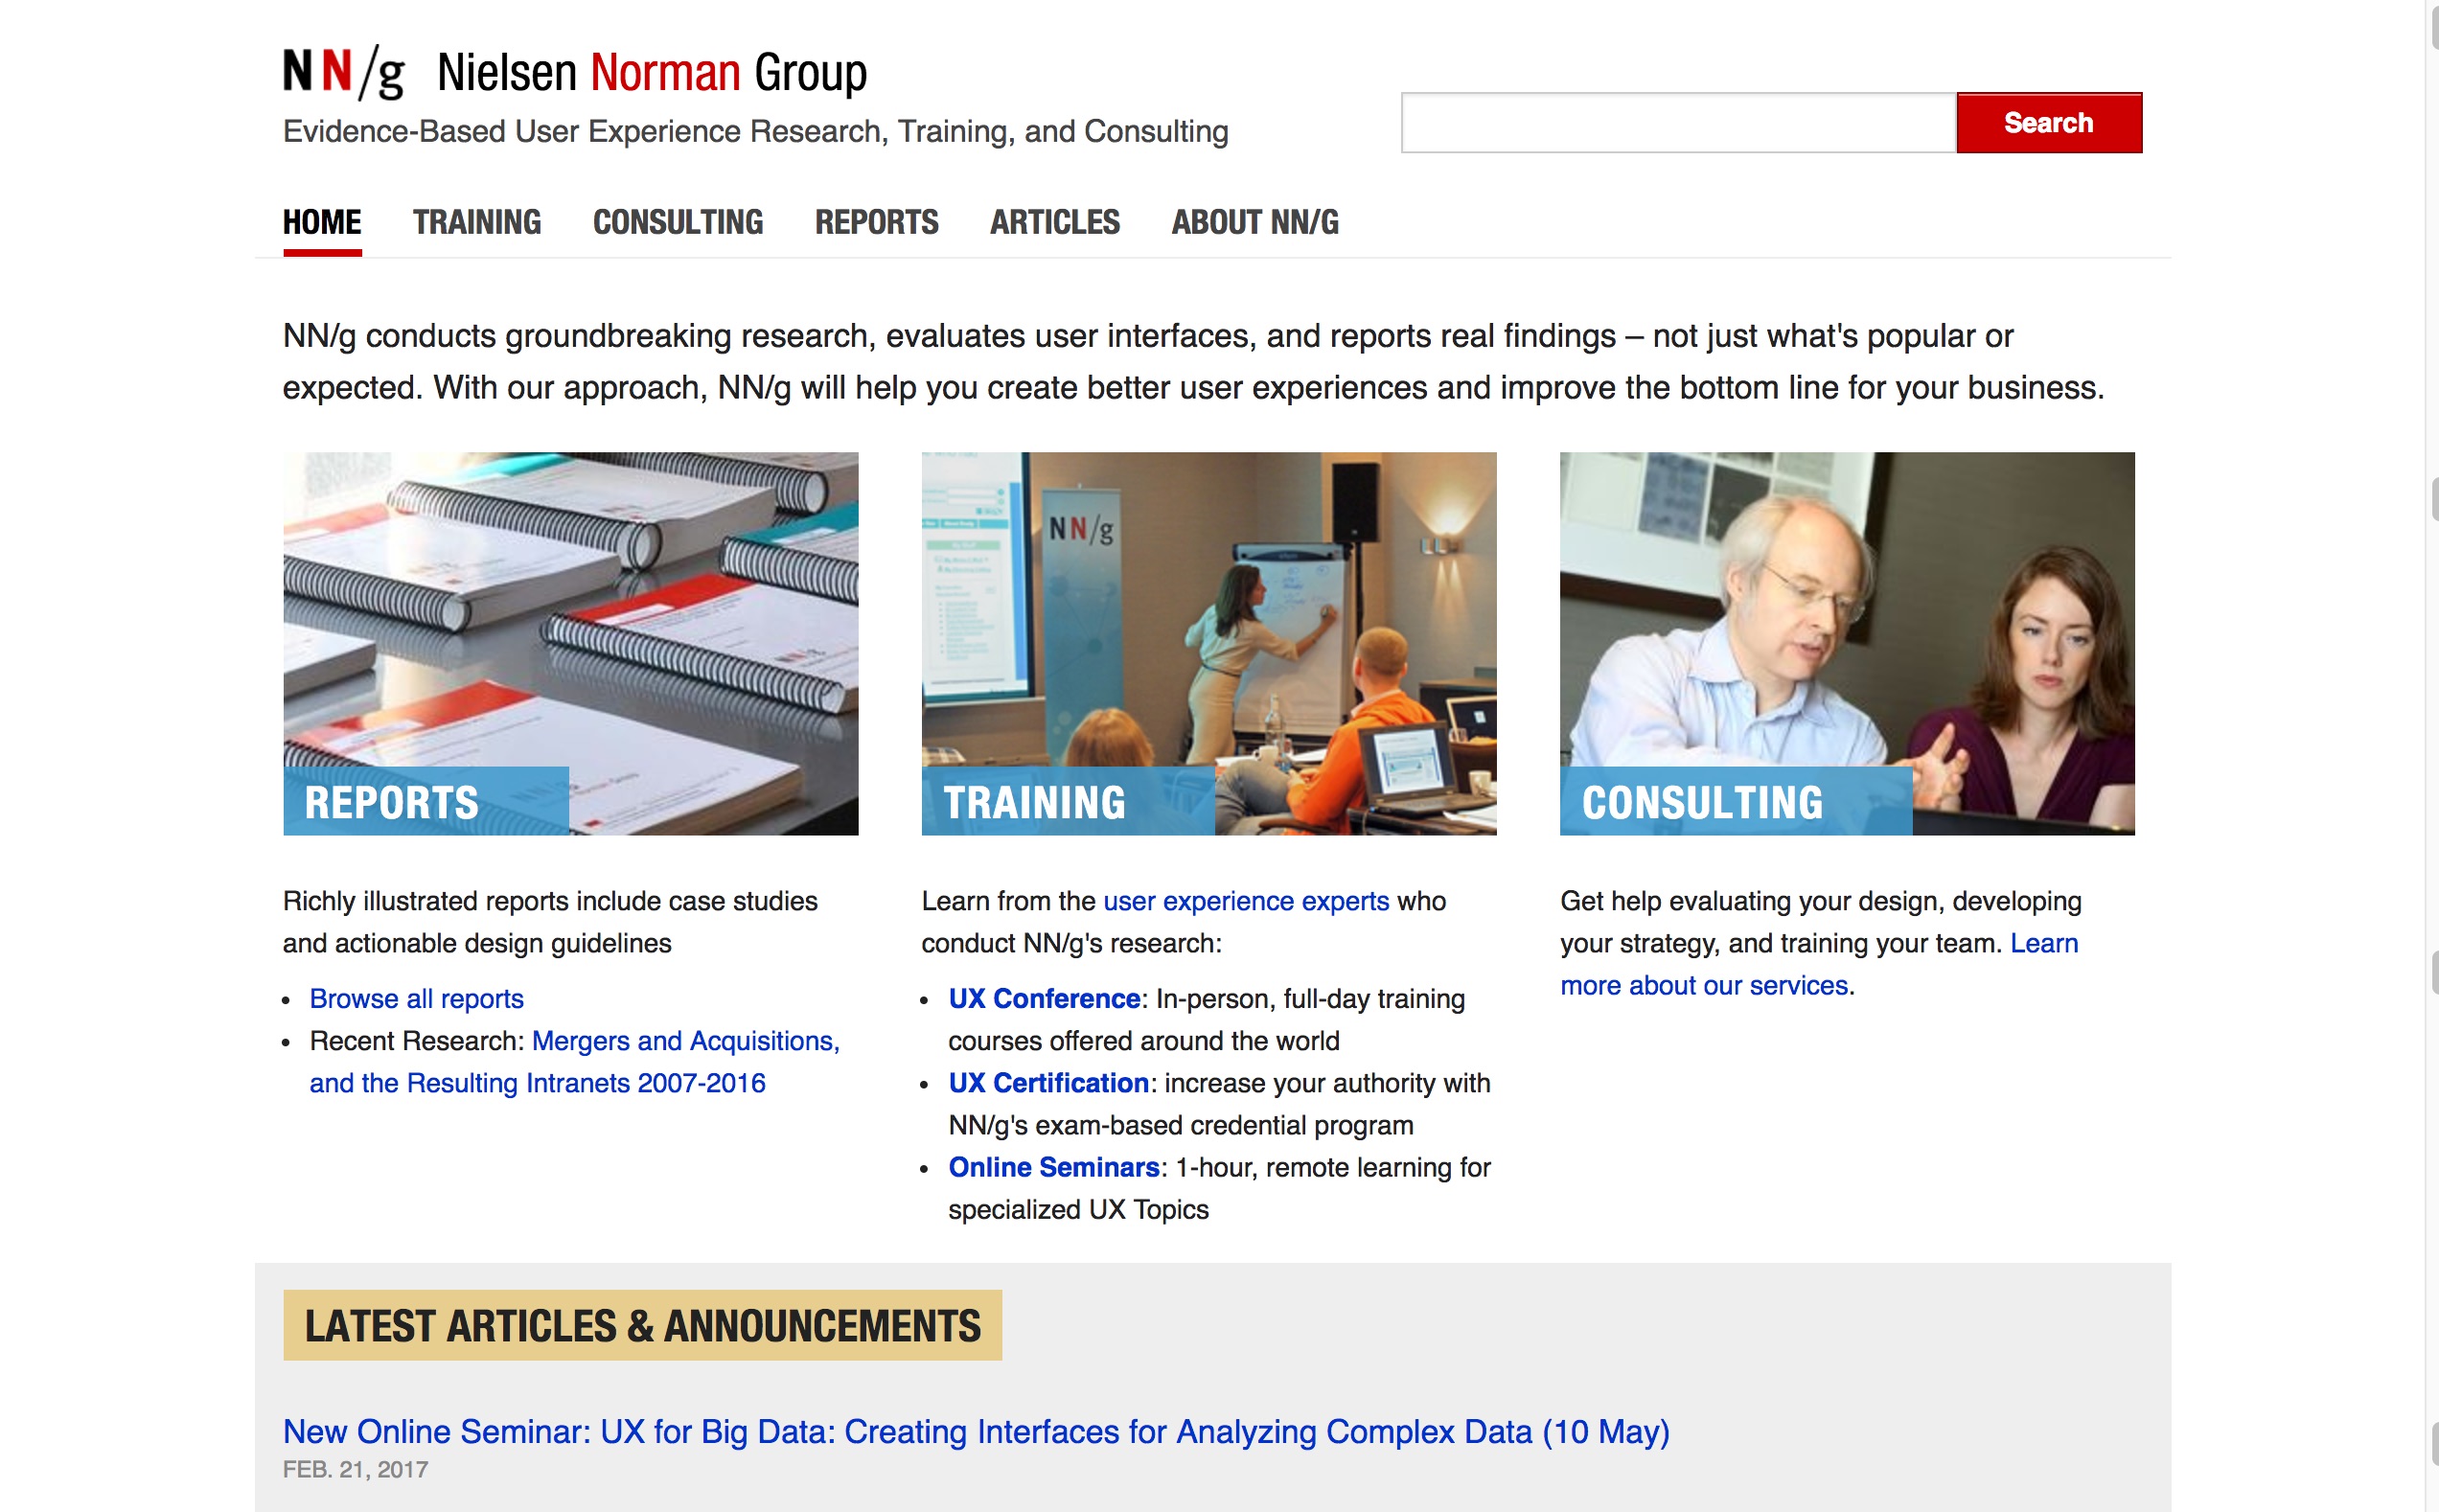 NN/g Nielsen Norman Group
Evidence-Based User Experience Research, Training, and Consulting
Search
HOME TRAINING CONSULTING REPORTS ARTICLES ABOUT NN/G
NN/g conducts groundbreaking research, evaluates user interfaces, and reports real findings – not just what's popular or
expected. With our approach, NN/g will help you create better user experiences and improve the bottom line for your business.
REPORTS
Richly illustrated reports include case studies
and actionable design guidelines
• Browse all reports
• Recent Research: Mergers and Acquisitions,
and the Resulting Intranets 2007-2016
NN/g
TRAINING
Learn from the user experience experts who
conduct NN/g's research:
• UX Conference: In-person, full-day training
courses offered around the world
• UX Certification: increase your authority with
NN/g's exam-based credential program
• Online Seminars: 1-hour, remote learning for
specialized UX Topics
CONSULTING
Get help evaluating your design, developing
your strategy, and training your team. Learn
more about our services.
LATEST ARTICLES & ANNOUNCEMENTS
New Online Seminar: UX for Big Data: Creating Interfaces for Analyzing Complex Data (10 May)
FEB. 21, 2017